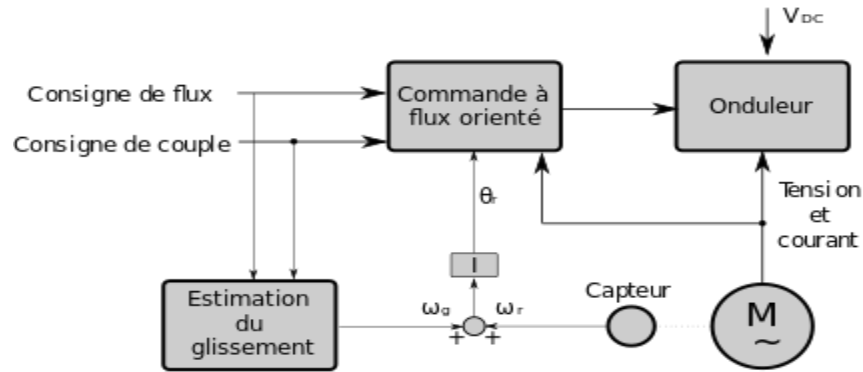 V DC
Consigne de flux
Commande à
flux orienté
Onduleur
Consigne de couple
θr
Tension
et
courant
I
Estimation
du
glissement
ωg
+
ωr
+
Capteur
M
~